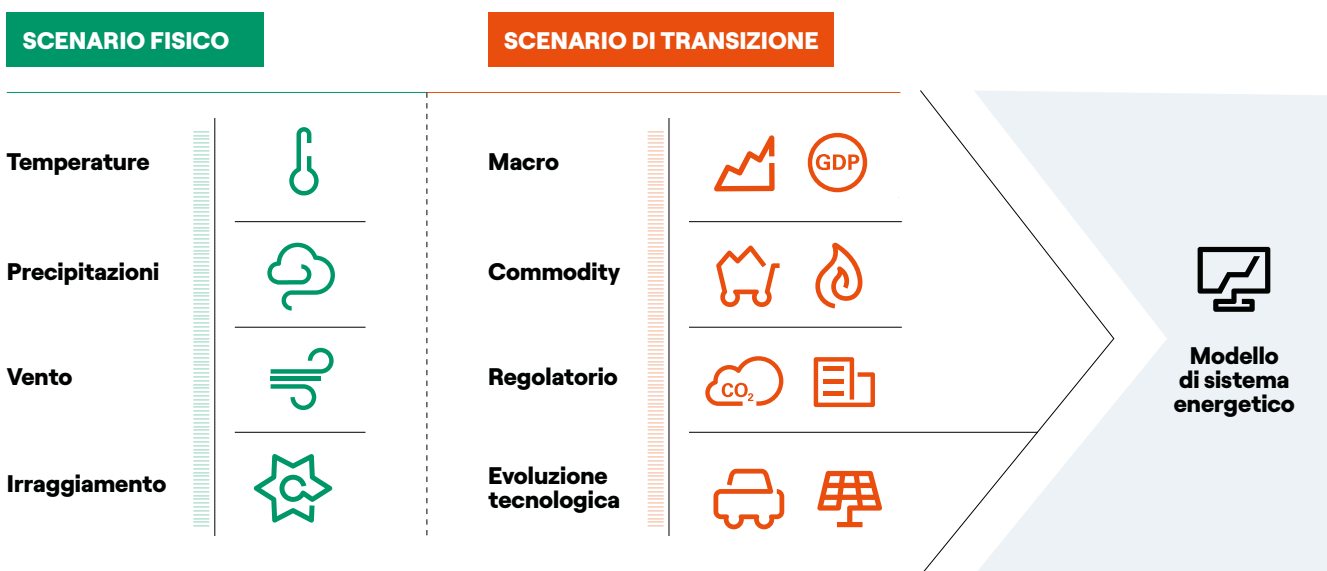 SCENARIO FISICO
SCENARIO DI TRANSIZIONE
Temperature
Precipitazioni
Vento
Irraggiamento
Macro
GDP
Commodity
Regolatorio
CO₂
Evoluzione
tecnologica
Modello
di sistema
energetico